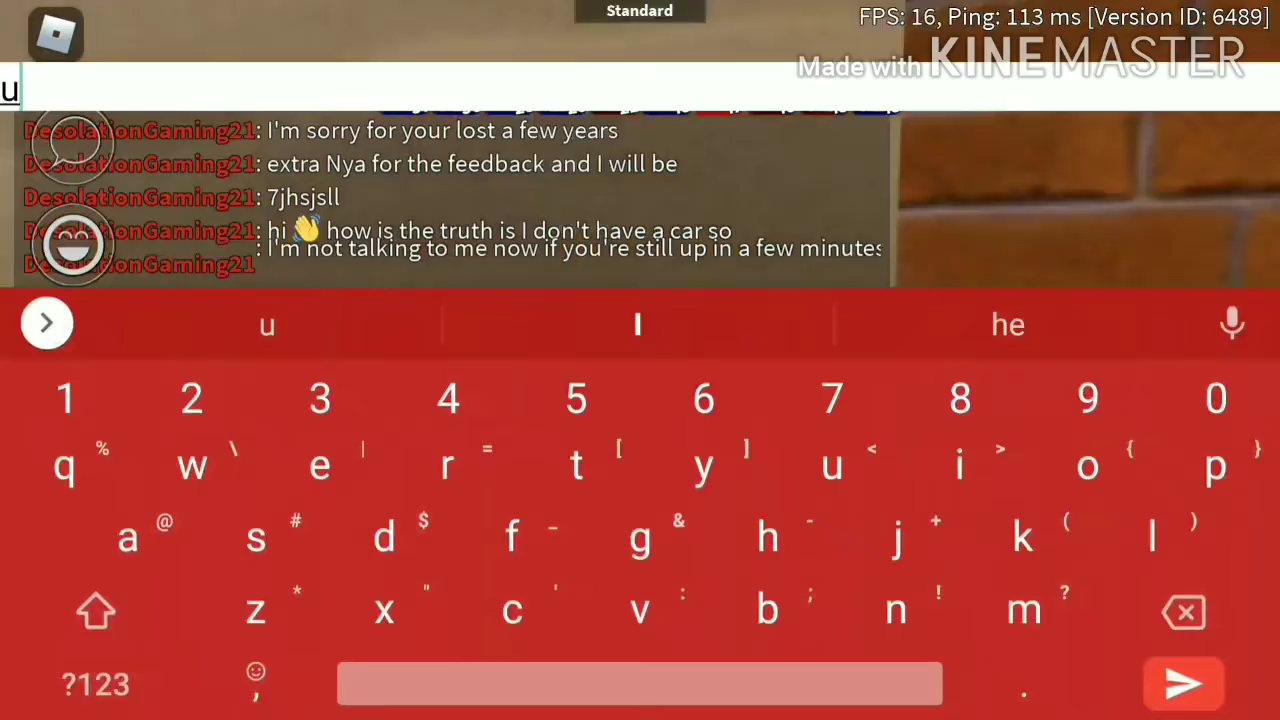 Standard
FPS: 16, Ping: 113 ms [Version ID: 6489]
Made with KINEMASTER
u
DesolationGaming21: I'm sorry for your lost a few years
DesolationGaming21: extra Nya for the feedback and I will be
DesolationGaming21: 7jhsjsll
DesolationGaming21: hi 👋 how is the truth is I don't have a car so
DesolationGaming21: I'm not talking to me now if you're still up in a few minutes
u I he
1 2 3 4 5 6 7 8 9 0
q % w \ e | r = t [ y ] u < i > o { p }
a @ s # d $ f _ g & h - j + k ( l )
z * x " c ' v : b ; n ! m ?
?123 , .